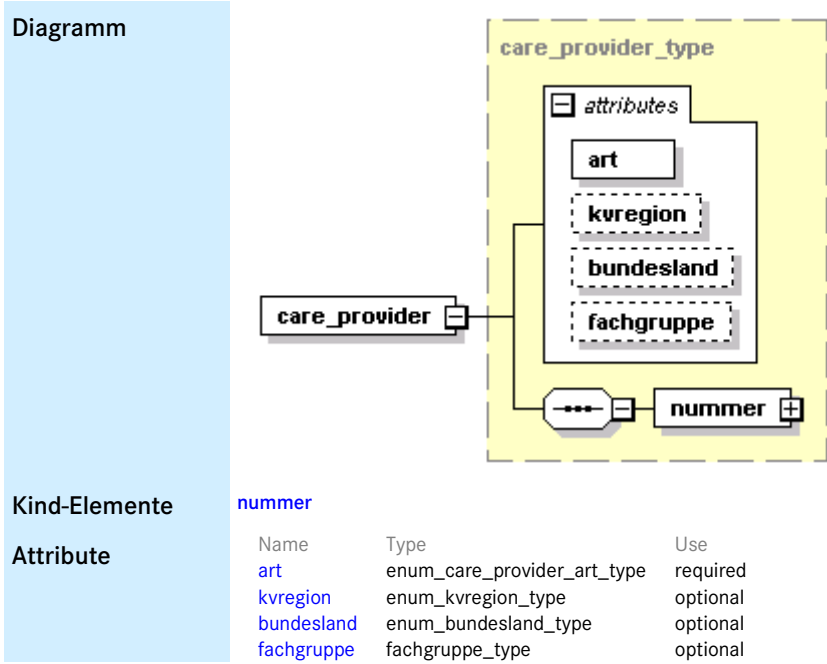 Diagramm
care_provider_type
attributes
art
kvregion
bundesland
fachgruppe
care_provider
nummer
Kind-Elemente nummer
Attribute
Name Type Use
art enum_care_provider_art_type required
kvregion enum_kvregion_type optional
bundesland enum_bundesland_type optional
fachgruppe fachgruppe_type optional